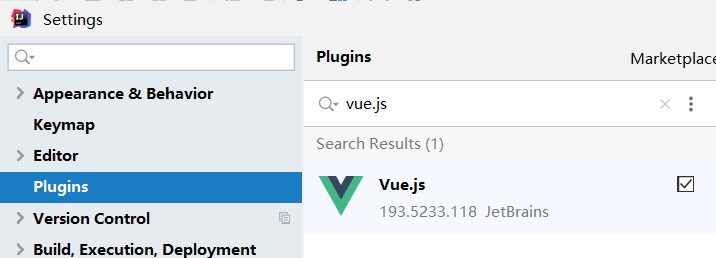 Settings
Plugins
Marketplace
Appearance & Behavior
vue.js
Keymap
Search Results (1)
Editor
Plugins
Vue.js
193.5233.118 JetBrains
Version Control
Build, Execution, Deployment